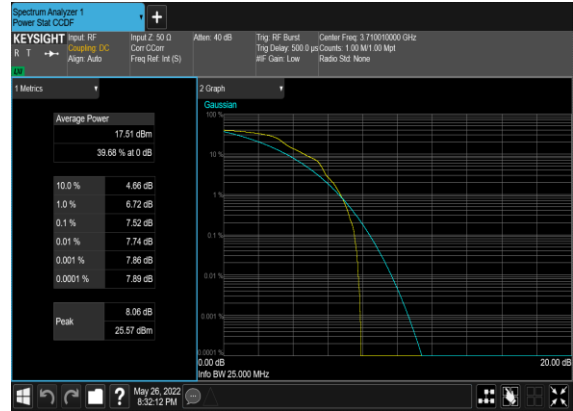 Spectrum Analyzer 1
Power Stat CCDF
KEYSIGHT Input: RF Input Z: 50 Ω Atten: 40 dB Trig: RF Burst Center Freq: 3.710010000 GHz
R T Coupling: DC Corr CCorr Trig Delay: 500.0 µs Counts: 1.00 M/1.00 Mpt
Align: Auto Freq Ref: Int (S) #IF Gain: Low Radio Std: None
1 Metrics
2 Graph
Average Power
17.51 dBm
39.68 % at 0 dB
10.0 % 4.66 dB
1.0 % 6.72 dB
0.1 % 7.52 dB
0.01 % 7.74 dB
0.001 % 7.86 dB
0.0001 % 7.89 dB
Peak
8.06 dB
25.57 dBm
Gaussian
100 %
10 %
1 %
0.1 %
0.01 %
0.001 %
0.0001 %
0.00 dB 20.00 dB
Info BW 25.000 MHz
? May 26, 2022
8:32:12 PM